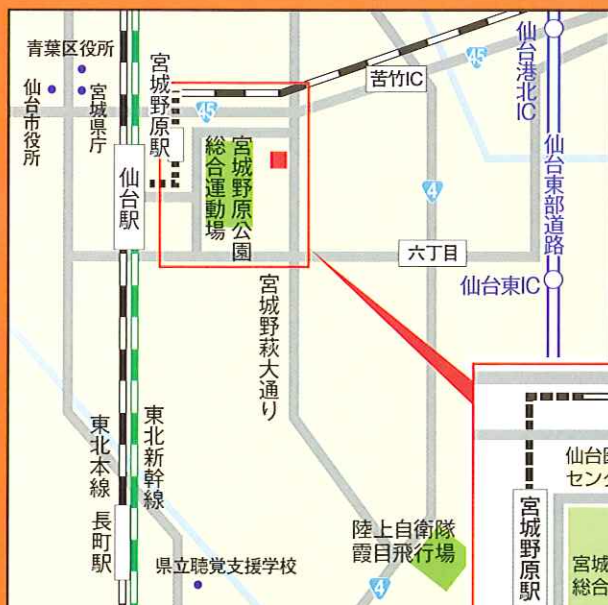 青葉区役所
仙台市役所
宮城県庁
宮城野原駅
45
45
苦竹IC
仙台港北IC
仙台東部道路
仙台駅
宮城野原公園
総合運動場
4
六丁目
仙台東IC
宮城野萩大通り
東北本線
東北新幹線
長町駅
県立聴覚支援学校
陸上自衛隊
霞目飛行場
4
セン
宮城野原駅
宮城
総合
仙台